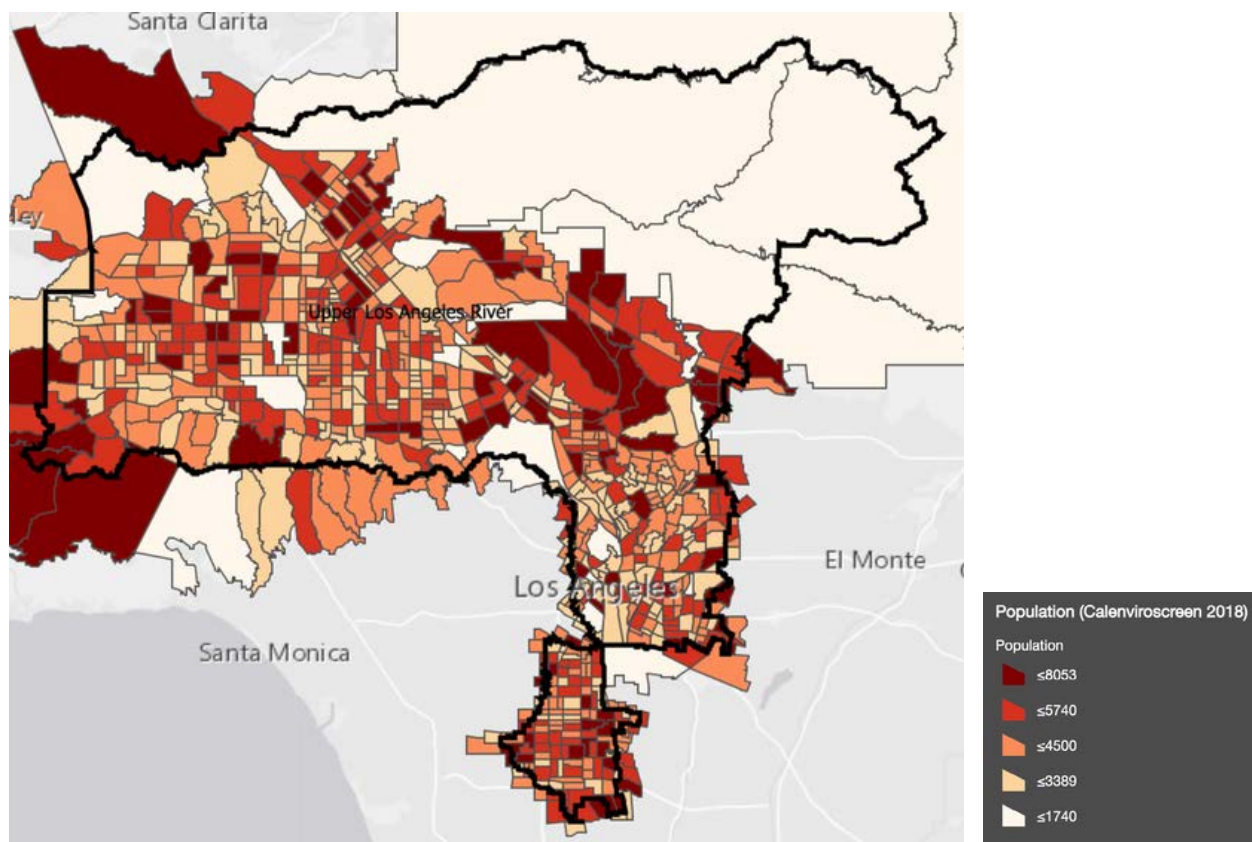 Santa Clarita
ley
Upper Los Angeles River
El Monte
Los Angeles
Santa Monica
Population (Calenviroscreen 2018)
Population
≤8053
≤5740
≤4500
≤3389
≤1740